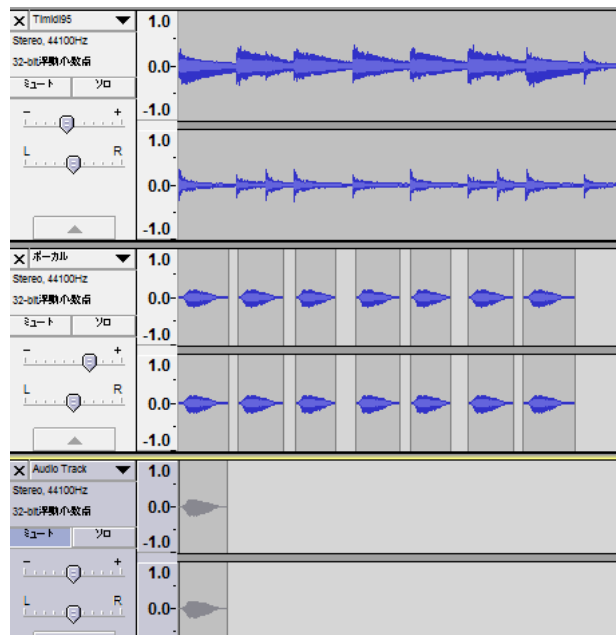 Timidi95
Stereo, 44100Hz
32-bit浮動小数点
ミュート ソロ
- +
L R
1.0
0.0-
-1.0
1.0
0.0-
-1.0
ボーカル
Stereo, 44100Hz
32-bit浮動小数点
ミュート ソロ
- +
L R
1.0
0.0-
-1.0
1.0
0.0-
-1.0
Audio Track
Stereo, 44100Hz
32-bit浮動小数点
ミュート ソロ
- +
L R
1.0
0.0-
-1.0
1.0
0.0-